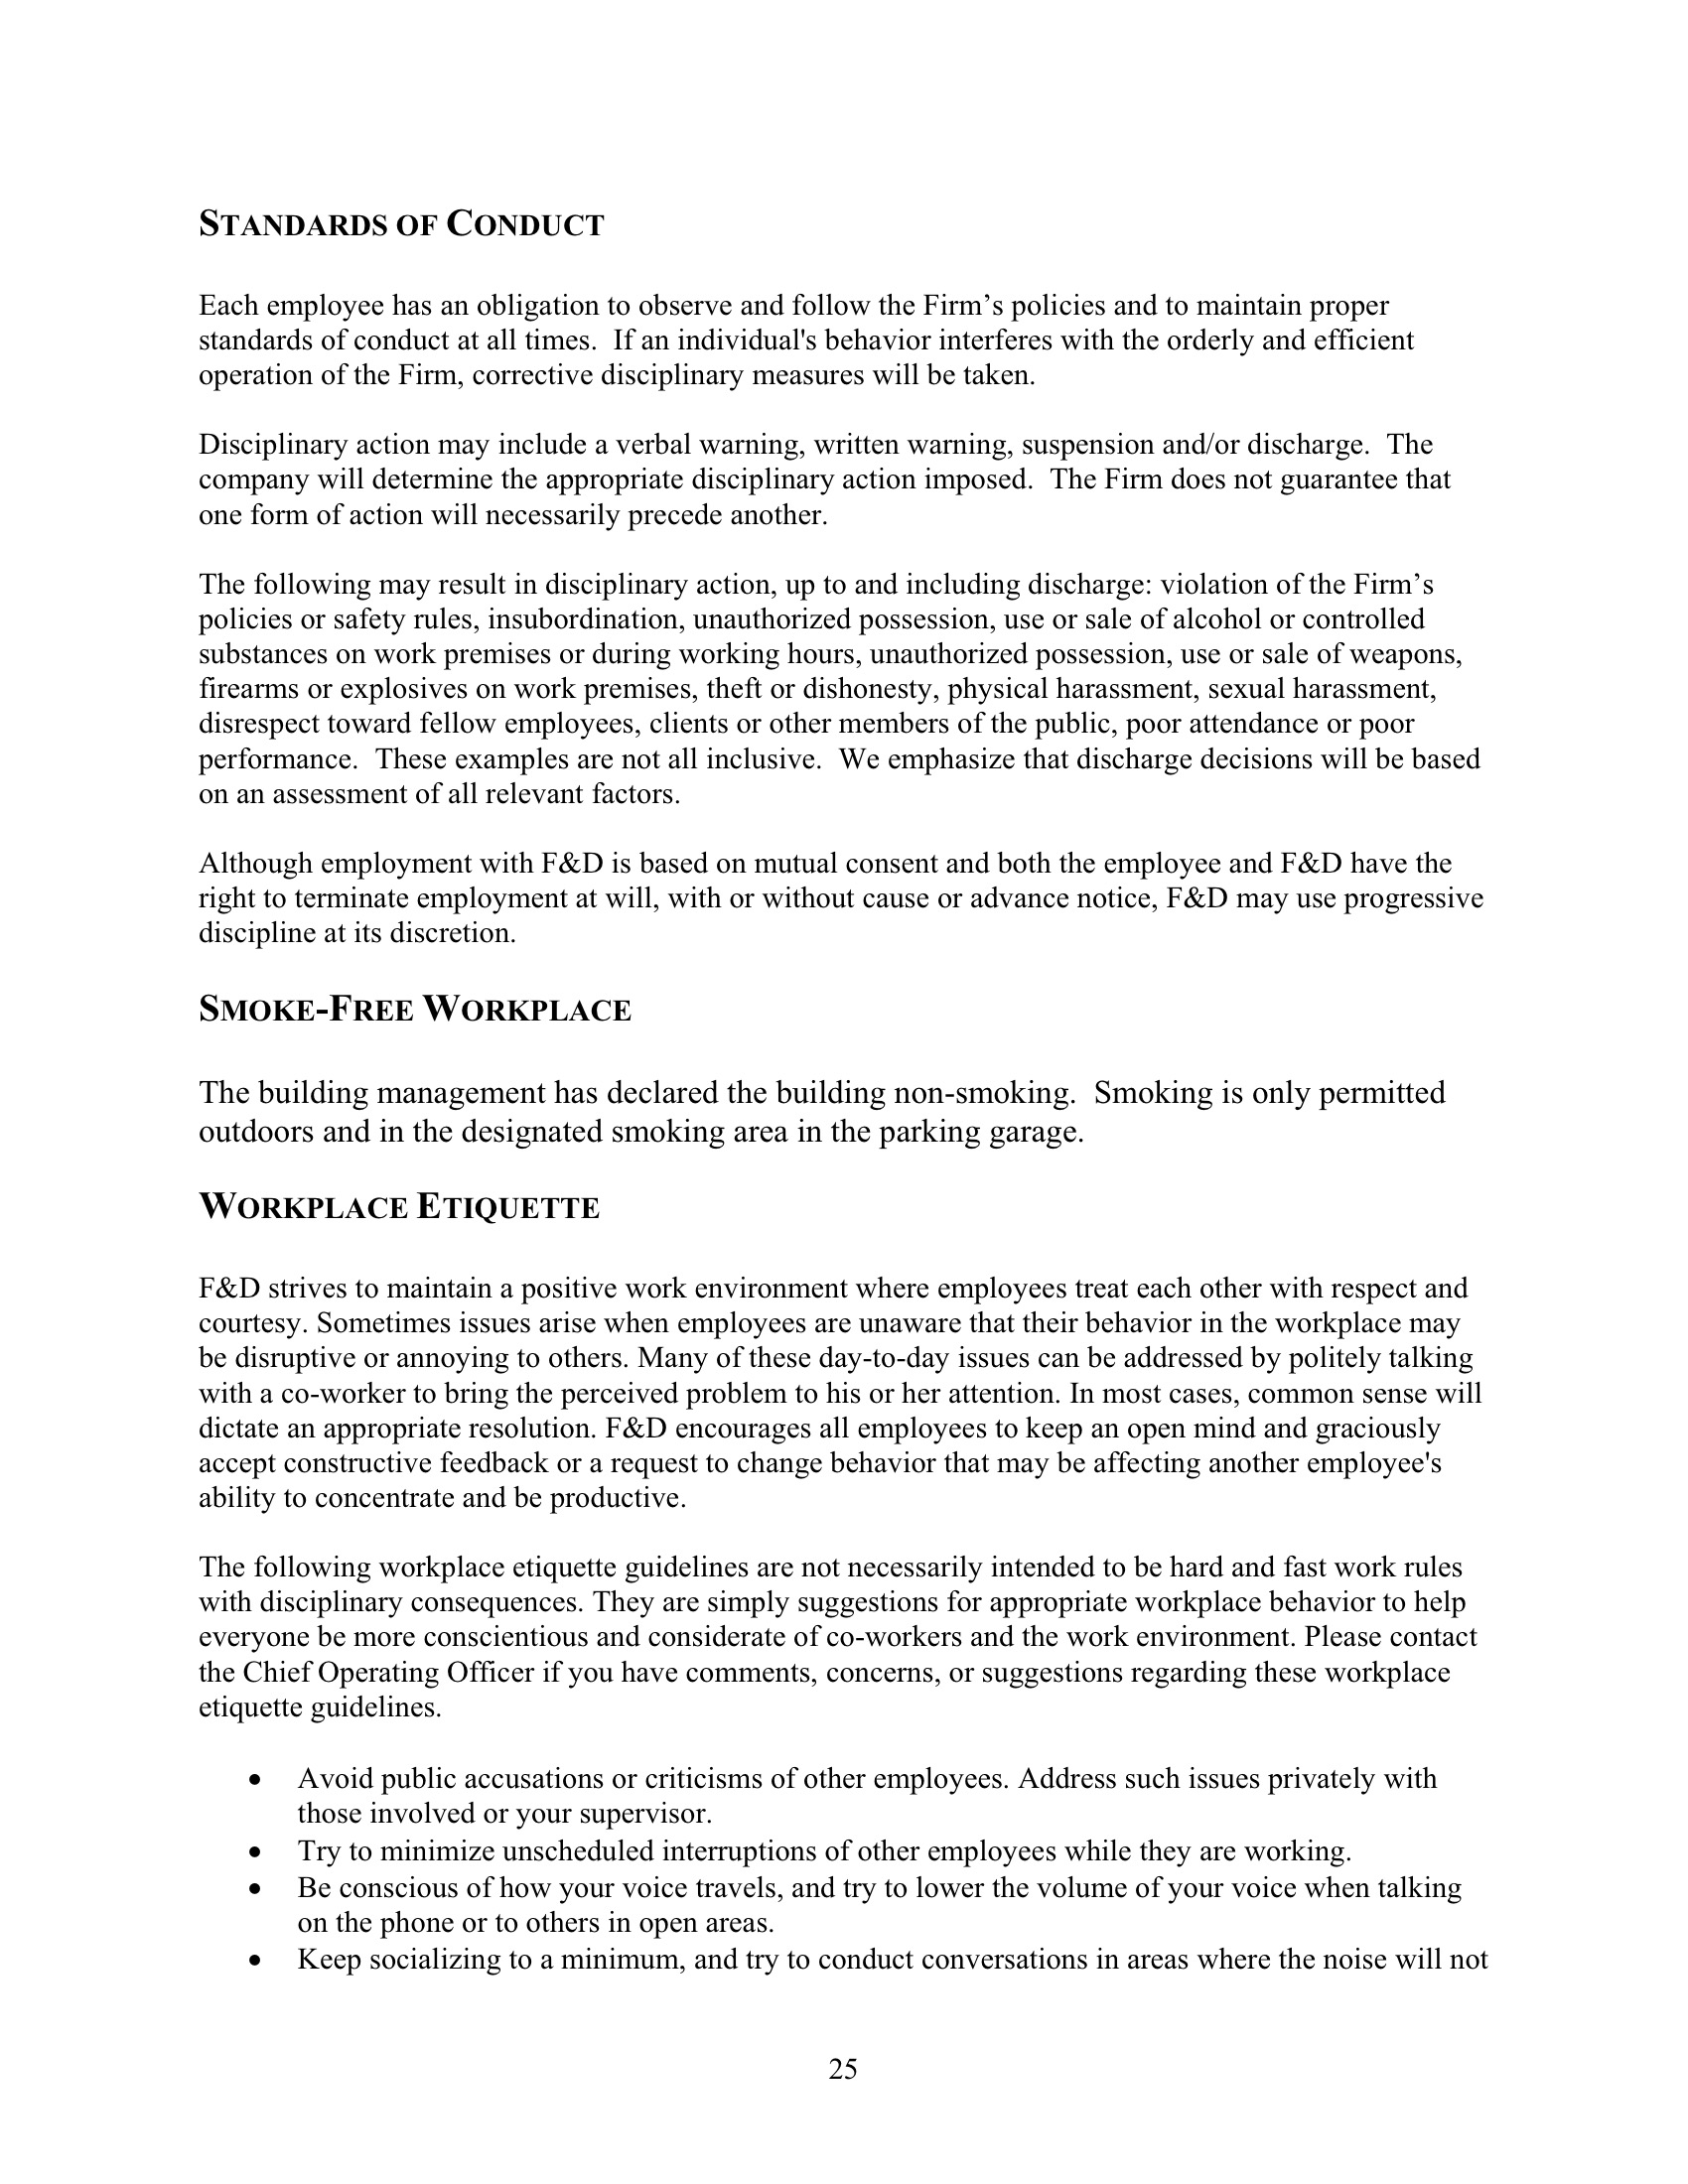 STANDARDS OF CONDUCT
Each employee has an obligation to observe and follow the Firm’s policies and to maintain proper
standards of conduct at all times.  If an individual's behavior interferes with the orderly and efficient
operation of the Firm, corrective disciplinary measures will be taken.
Disciplinary action may include a verbal warning, written warning, suspension and/or discharge.  The
company will determine the appropriate disciplinary action imposed.  The Firm does not guarantee that
one form of action will necessarily precede another.
The following may result in disciplinary action, up to and including discharge: violation of the Firm’s
policies or safety rules, insubordination, unauthorized possession, use or sale of alcohol or controlled
substances on work premises or during working hours, unauthorized possession, use or sale of weapons,
firearms or explosives on work premises, theft or dishonesty, physical harassment, sexual harassment,
disrespect toward fellow employees, clients or other members of the public, poor attendance or poor
performance.  These examples are not all inclusive.  We emphasize that discharge decisions will be based
on an assessment of all relevant factors.
Although employment with F&D is based on mutual consent and both the employee and F&D have the
right to terminate employment at will, with or without cause or advance notice, F&D may use progressive
discipline at its discretion.
SMOKE-FREE WORKPLACE
The building management has declared the building non-smoking.  Smoking is only permitted
outdoors and in the designated smoking area in the parking garage.
WORKPLACE ETIQUETTE
F&D strives to maintain a positive work environment where employees treat each other with respect and
courtesy. Sometimes issues arise when employees are unaware that their behavior in the workplace may
be disruptive or annoying to others. Many of these day-to-day issues can be addressed by politely talking
with a co-worker to bring the perceived problem to his or her attention. In most cases, common sense will
dictate an appropriate resolution. F&D encourages all employees to keep an open mind and graciously
accept constructive feedback or a request to change behavior that may be affecting another employee's
ability to concentrate and be productive.
The following workplace etiquette guidelines are not necessarily intended to be hard and fast work rules
with disciplinary consequences. They are simply suggestions for appropriate workplace behavior to help
everyone be more conscientious and considerate of co-workers and the work environment. Please contact
the Chief Operating Officer if you have comments, concerns, or suggestions regarding these workplace
etiquette guidelines.
• Avoid public accusations or criticisms of other employees. Address such issues privately with
those involved or your supervisor.
• Try to minimize unscheduled interruptions of other employees while they are working.
• Be conscious of how your voice travels, and try to lower the volume of your voice when talking
on the phone or to others in open areas.
• Keep socializing to a minimum, and try to conduct conversations in areas where the noise will not
25